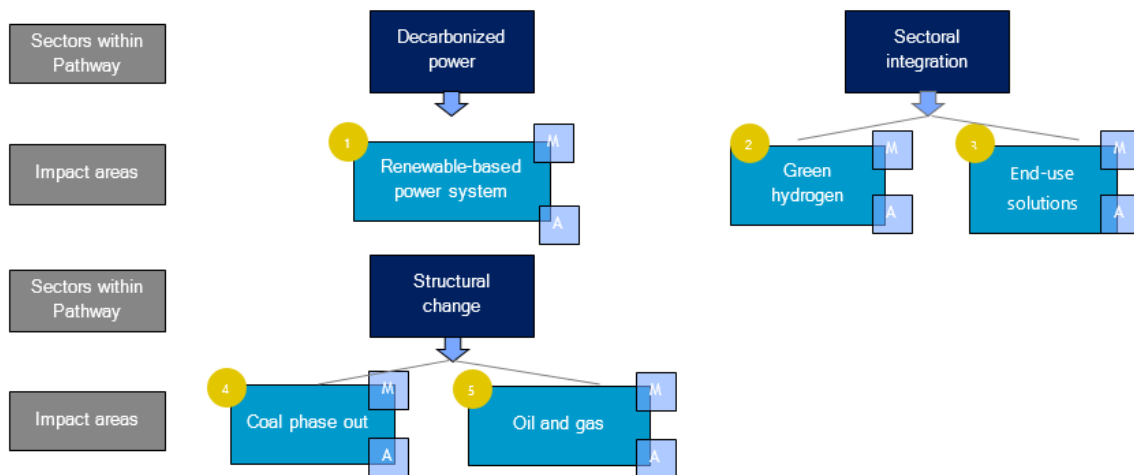 Sectors within
Pathway
Decarbonized
power
Sectoral
integration
Impact areas
1
M
Renewable-based
power system
A
2
M
Green
hydrogen
A
3
M
End-use
solutions
A
Sectors within
Pathway
Structural
change
Impact areas
4
M
Coal phase out
A
5
M
Oil and gas
A